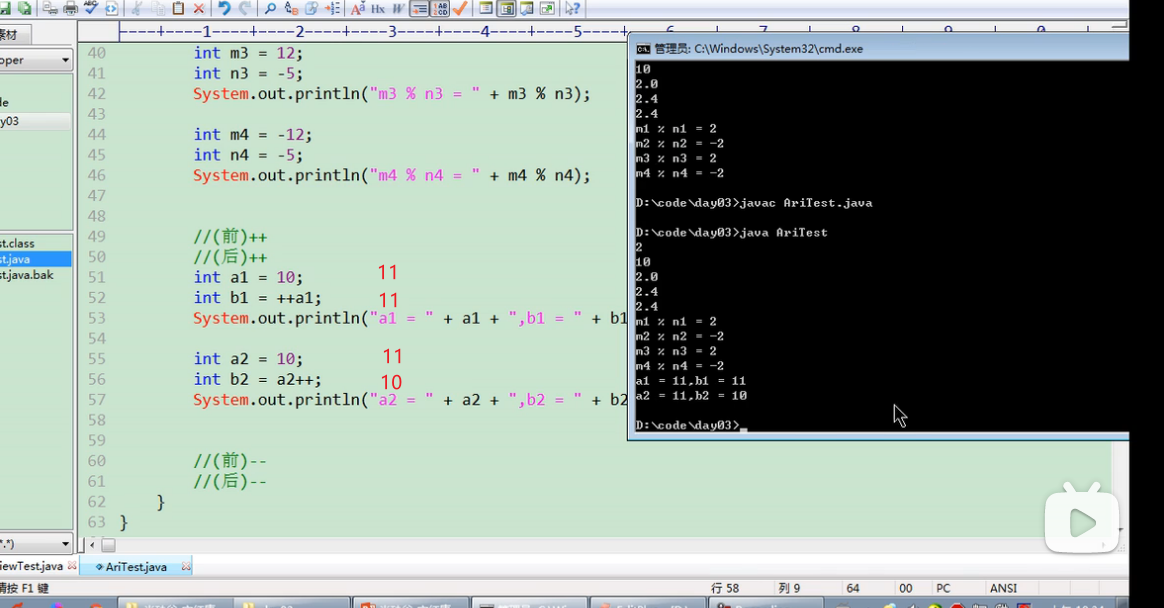 素材
oper
de
y03
st.class
st.java
st.java.bak
*.*)
----+----1----+----2----+----3----+----4----+----5----+----6
40 int m3 = 12;
41 int n3 = -5;
42 System.out.println("m3 % n3 = " + m3 % n3);
43
44 int m4 = -12;
45 int n4 = -5;
46 System.out.println("m4 % n4 = " + m4 % n4);
47
48
49 //(前)++
50 //(后)++
51 int a1 = 10; 11
52 int b1 = ++a1; 11
53 System.out.println("a1 = " + a1 + ",b1 = " + b1
54
55 int a2 = 10; 11
56 int b2 = a2++; 10
57 System.out.println("a2 = " + a2 + ",b2 = " + b2
58
59
60 //(前)--
61 //(后)--
62 }
63 }
管理员: C:\Windows\System32\cmd.exe
10
2.0
2.4
2.4
m1 % n1 = 2
m2 % n2 = -2
m3 % n3 = 2
m4 % n4 = -2
D:\code\day03>javac AriTest.java
D:\code\day03>java AriTest
2
10
2.0
2.4
2.4
m1 % n1 = 2
m2 % n2 = -2
m3 % n3 = 2
m4 % n4 = -2
a1 = 11,b1 = 11
a2 = 11,b2 = 10
D:\code\day03>_
iewTest.java AriTest.java
请按 F1 键 行 58 列 9 64 00 PC ANSI